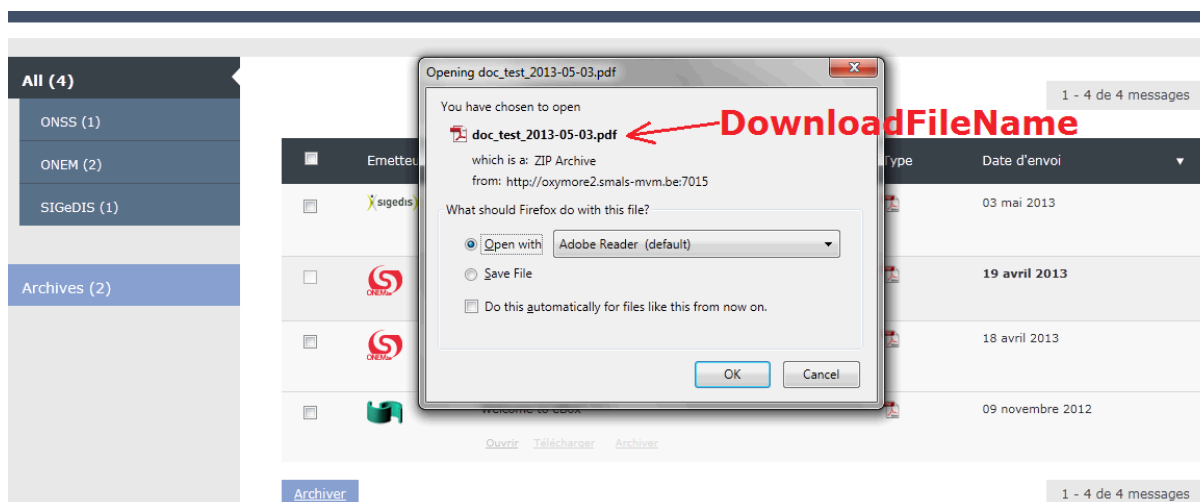 All (4)
ONSS (1)
ONEM (2)
SIGeDIS (1)
Archives (2)
1 - 4 de 4 messages
Emetteu
Type
Date d'envoi
sigedis
03 mai 2013
ONEM
19 avril 2013
ONEM
18 avril 2013
Welcome to eBox
09 novembre 2012
Ouvrir Télécharger Archiver
Archiver
1 - 4 de 4 messages
Opening doc_test_2013-05-03.pdf
You have chosen to open
doc_test_2013-05-03.pdf
DownloadFileName
which is a: ZIP Archive
from: http://oxymore2.smals-mvm.be:7015
What should Firefox do with this file?
Open with Adobe Reader (default)
Save File
Do this automatically for files like this from now on.
OK Cancel